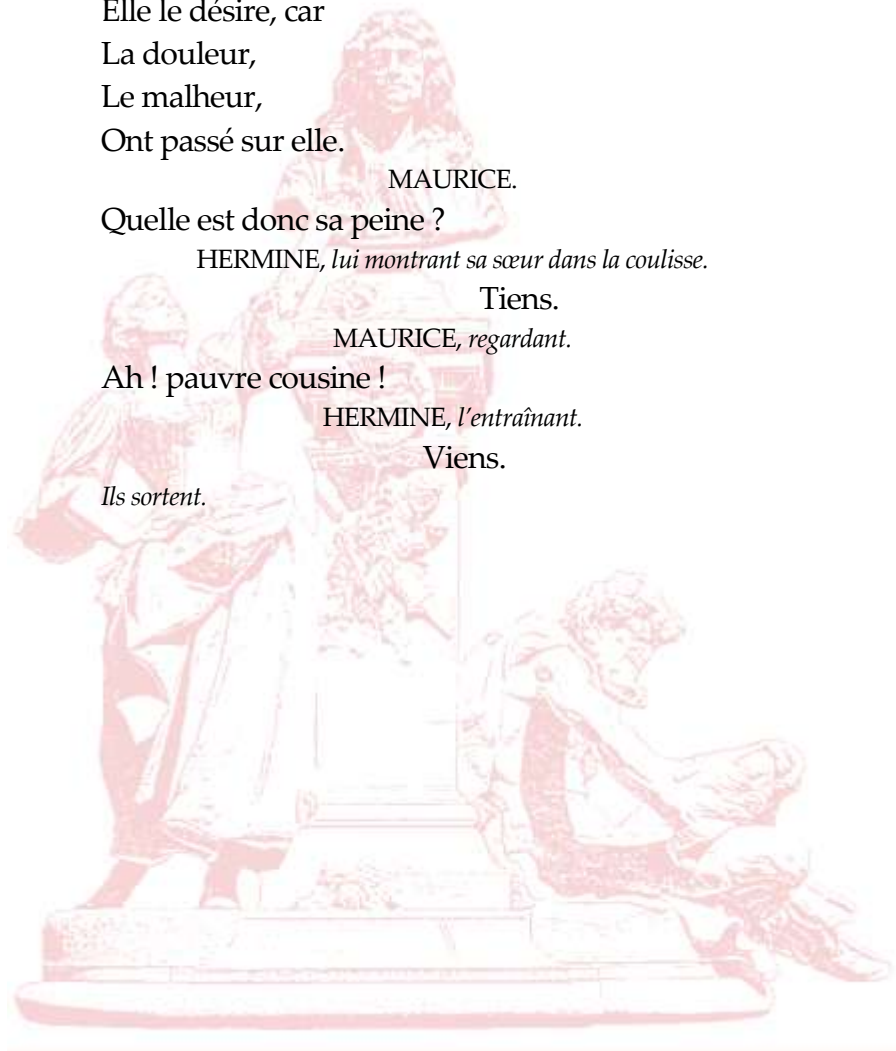 Elle le désire, car
La douleur,
Le malheur,
Ont passé sur elle.
MAURICE.
Quelle est donc sa peine ?
HERMINE, lui montrant sa sœur dans la coulisse.
Tiens.
MAURICE, regardant.
Ah ! pauvre cousine !
HERMINE, l’entraînant.
Viens.
Ils sortent.